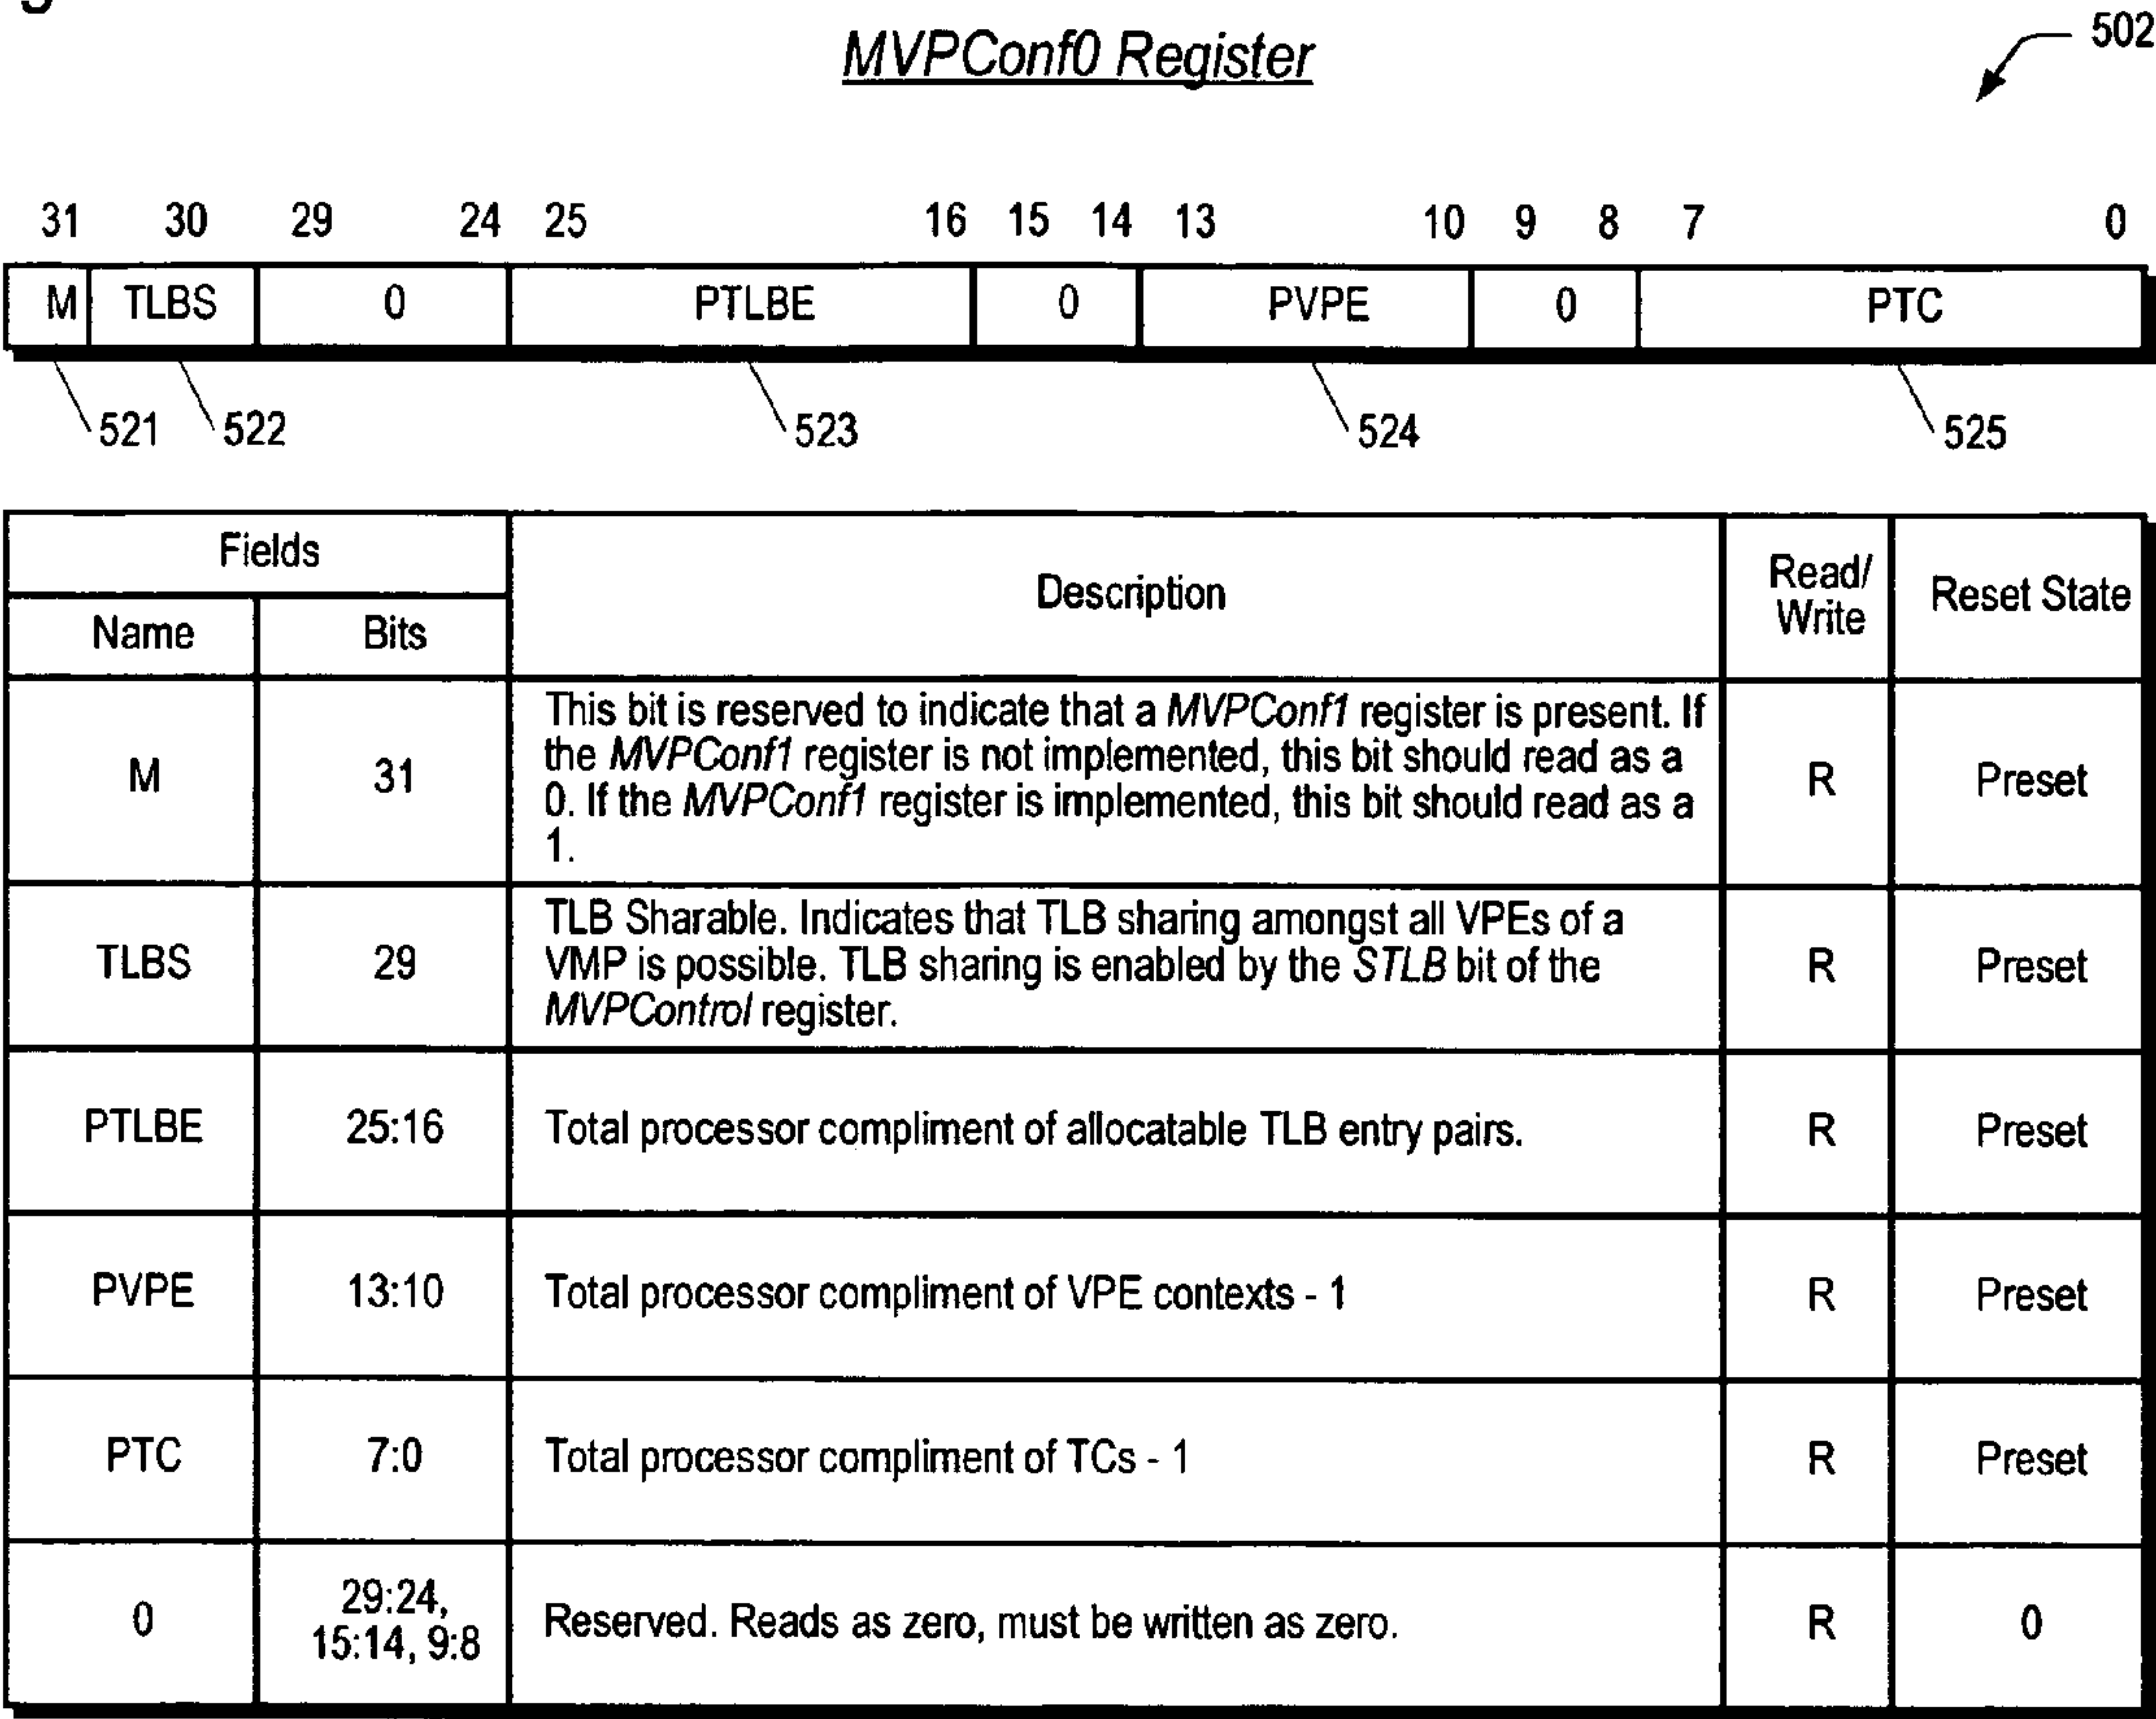 MVPConf0 Register
502
31 30 29 24 25 16 15 14 13 10 9 8 7 0
M TLBS 0 PTLBE 0 PVPE 0 PTC
521 522 523 524 525
Fields
Name Bits Description Read/
Write Reset State
M 31 This bit is reserved to indicate that a MVPConf1 register is present. If
the MVPConf1 register is not implemented, this bit should read as a
0. If the MVPConf1 register is implemented, this bit should read as a
1.
R Preset
TLBS 29 TLB Sharable. Indicates that TLB sharing amongst all VPEs of a
VMP is possible. TLB sharing is enabled by the STLB bit of the
MVPControl register.
R Preset
PTLBE 25:16 Total processor compliment of allocatable TLB entry pairs. R Preset
PVPE 13:10 Total processor compliment of VPE contexts - 1 R Preset
PTC 7:0 Total processor compliment of TCs - 1 R Preset
0 29:24,
15:14, 9:8 Reserved. Reads as zero, must be written as zero. R 0